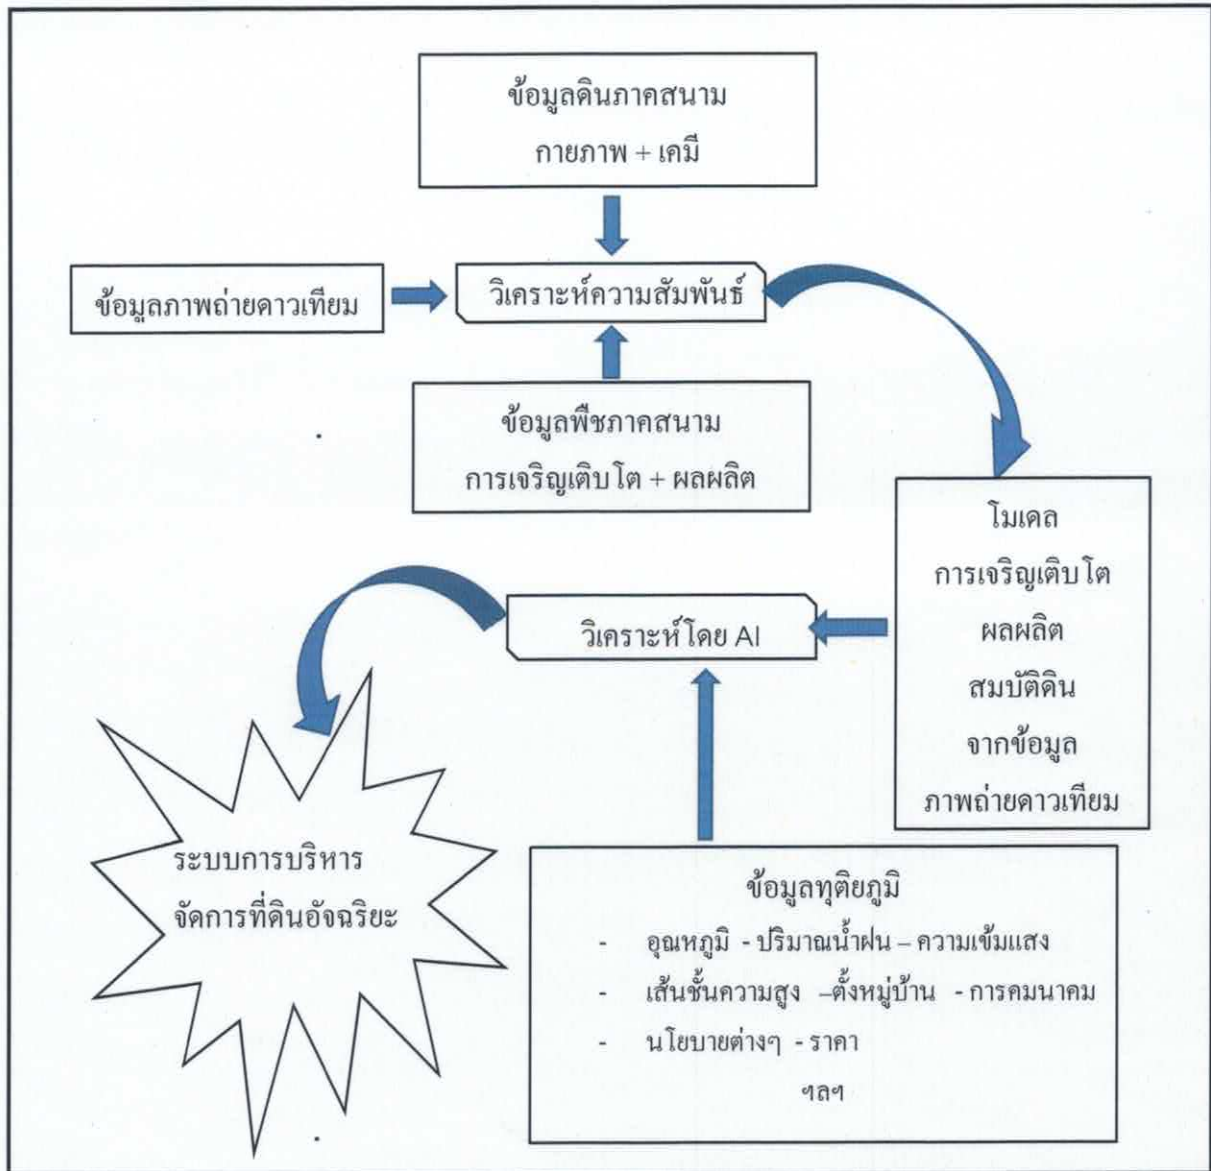 ข้อมูลดินภาคสนาม
กายภาพ + เคมี
ข้อมูลภาพถ่ายดาวเทียม
วิเคราะห์ความสัมพันธ์
ข้อมูลพืชภาคสนาม
การเจริญเติบโต + ผลผลิต
โมเดล
การเจริญเติบโต
ผลผลิต
สมบัติดิน
จากข้อมูล
ภาพถ่ายดาวเทียม
วิเคราะห์โดย AI
ระบบการบริหาร
จัดการที่ดินอัจฉริยะ
ข้อมูลทุติยภูมิ
- อุณหภูมิ - ปริมาณน้ำฝน – ความเข้มแสง
- เส้นชั้นความสูง –ตั้งหมู่บ้าน - การคมนาคม
- นโยบายต่างๆ - ราคา
ฯลฯ